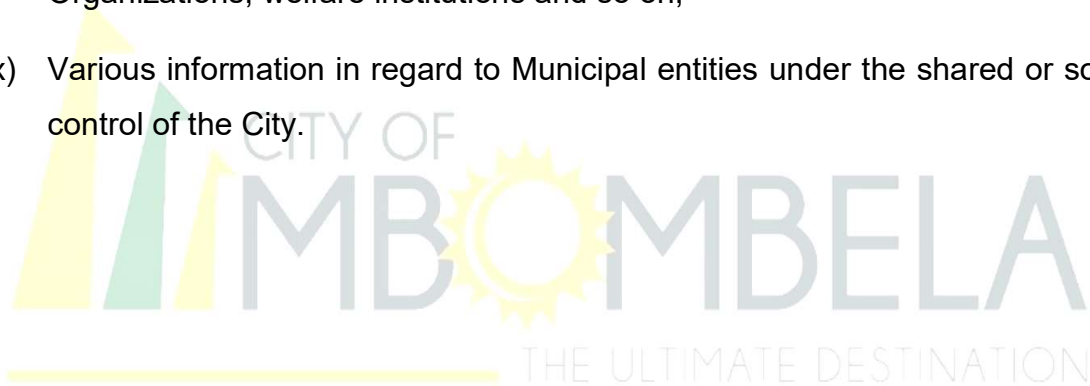 Organizations, welfare institutions and so on;
x) Various information in regard to Municipal entities under the shared or so
control of the City.
CITY OF
MBOMBELA
THE ULTIMATE DESTINATION